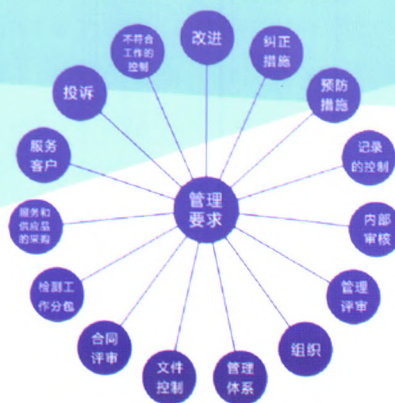 改进
纠正
措施
预防
措施
记录
的控制
内部
审核
管理
评审
组织
管理
体系
文件
控制
合同
评审
检测工
作分包
服务和
供应品
的采购
服务
客户
投诉
不符合
工作的
控制
管理
要求